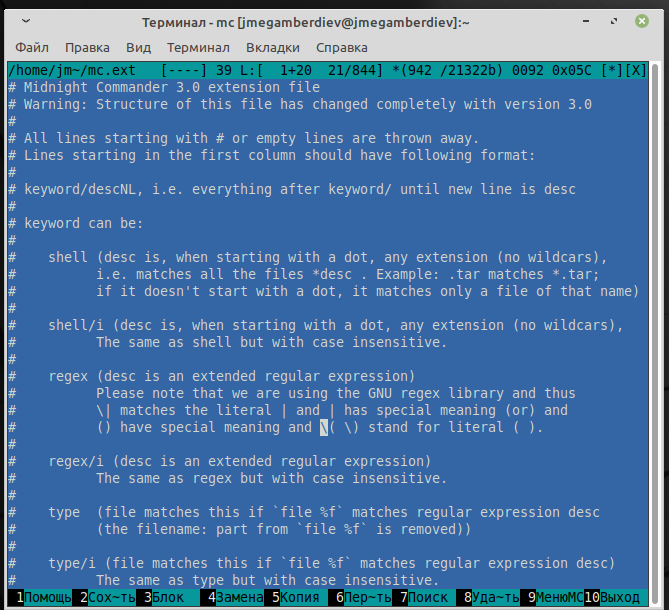 Терминал - mc [jmegamberdiev@jmegamberdiev]:~
Файл Правка Вид Терминал Вкладки Справка
/home/jm~/mc.ext   [----] 39 L:[  1+20  21/844] *(942 /21322b) 0092 0x05C [*][X]
# Midnight Commander 3.0 extension file
# Warning: Structure of this file has changed completely with version 3.0
#
# All lines starting with # or empty lines are thrown away.
# Lines starting in the first column should have following format:
#
# keyword/descNL, i.e. everything after keyword/ until new line is desc
#
# keyword can be:
#
#    shell (desc is, when starting with a dot, any extension (no wildcars),
#          i.e. matches all the files *desc . Example: .tar matches *.tar;
#          if it doesn't start with a dot, it matches only a file of that name)
#
#    shell/i (desc is, when starting with a dot, any extension (no wildcars),
#          The same as shell but with case insensitive.
#
#    regex (desc is an extended regular expression)
#          Please note that we are using the GNU regex library and thus
#          \| matches the literal | and | has special meaning (or) and
#          () have special meaning and \( \) stand for literal ( ).
#
#    regex/i (desc is an extended regular expression)
#          The same as regex but with case insensitive.
#
#    type  (file matches this if `file %f` matches regular expression desc
#          (the filename: part from `file %f` is removed))
#
#    type/i (file matches this if `file %f` matches regular expression desc)
#          The same as type but with case insensitive.
1Помощь 2Сох~ть 3Блок 4Замена 5Копия 6Пер~ть 7Поиск 8Уда~ть 9МенюМС 10Выход